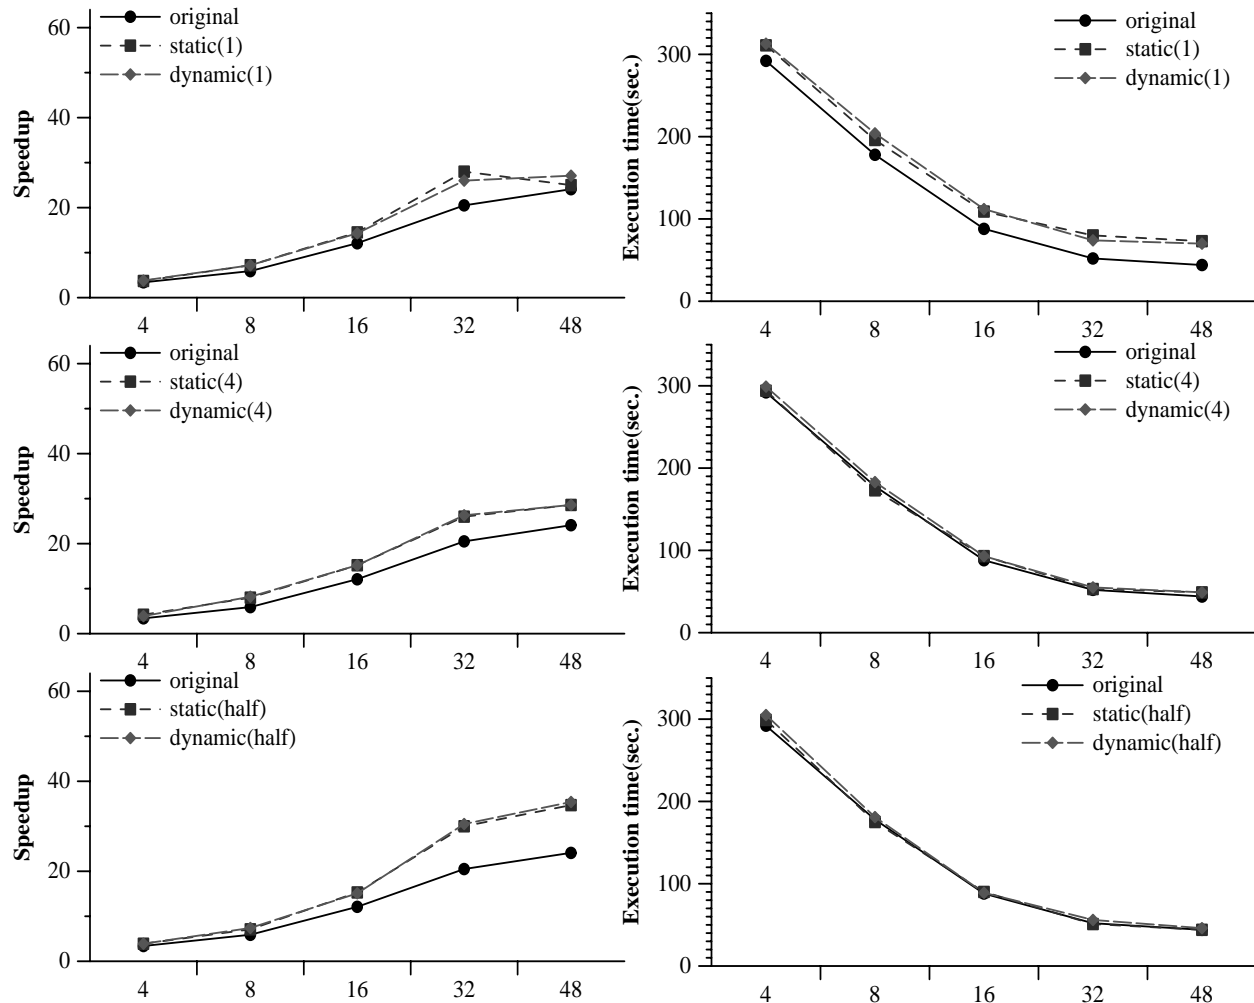 Speedup
60
40
20
0
original
static(1)
dynamic(1)
4 8 16 32 48
Execution time(sec.)
300
200
100
0
original
static(1)
dynamic(1)
4 8 16 32 48
Speedup
60
40
20
0
original
static(4)
dynamic(4)
4 8 16 32 48
Execution time(sec.)
300
200
100
0
original
static(4)
dynamic(4)
4 8 16 32 48
Speedup
60
40
20
0
original
static(half)
dynamic(half)
4 8 16 32 48
Execution time(sec.)
300
200
100
0
original
static(half)
dynamic(half)
4 8 16 32 48